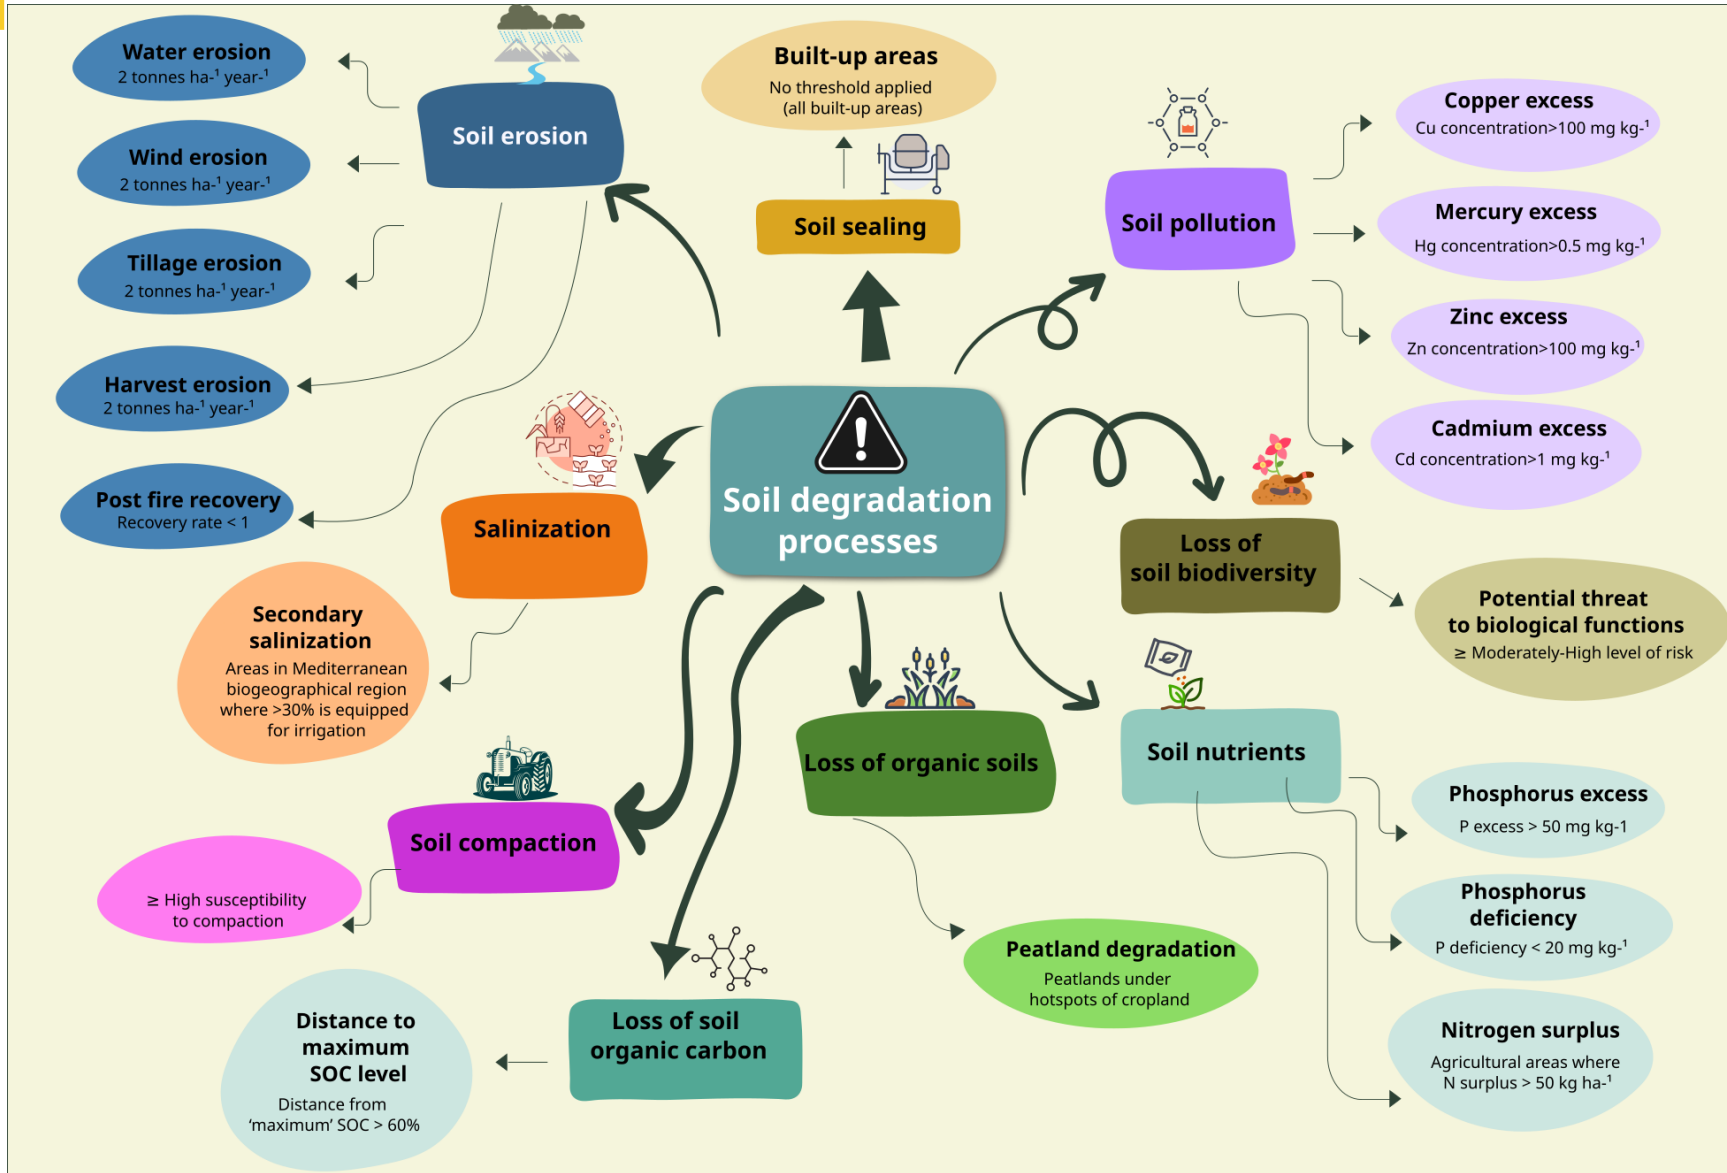 Water erosion
2 tonnes ha-¹ year-¹
Wind erosion
2 tonnes ha-¹ year-¹
Tillage erosion
2 tonnes ha-¹ year-¹
Harvest erosion
2 tonnes ha-¹ year-¹
Post fire recovery
Recovery rate < 1
Soil erosion
Built-up areas
No threshold applied
(all built-up areas)
Soil sealing
Soil pollution
Copper excess
Cu concentration>100 mg kg-¹
Mercury excess
Hg concentration>0.5 mg kg-¹
Zinc excess
Zn concentration>100 mg kg-¹
Cadmium excess
Cd concentration>1 mg kg-¹
Soil degradation
processes
Salinization
Secondary
salinization
Areas in Mediterranean
biogeographical region
where >30% is equipped
for irrigation
Loss of
soil biodiversity
Potential threat
to biological functions
≥ Moderately-High level of risk
Soil compaction
≥ High susceptibility
to compaction
Loss of organic soils
Peatland degradation
Peatlands under
hotspots of cropland
Soil nutrients
Phosphorus excess
P excess > 50 mg kg-1
Phosphorus
deficiency
P deficiency < 20 mg kg-¹
Nitrogen surplus
Agricultural areas where
N surplus > 50 kg ha-¹
Loss of soil
organic carbon
Distance to
maximum
SOC level
Distance from
‘maximum’ SOC > 60%